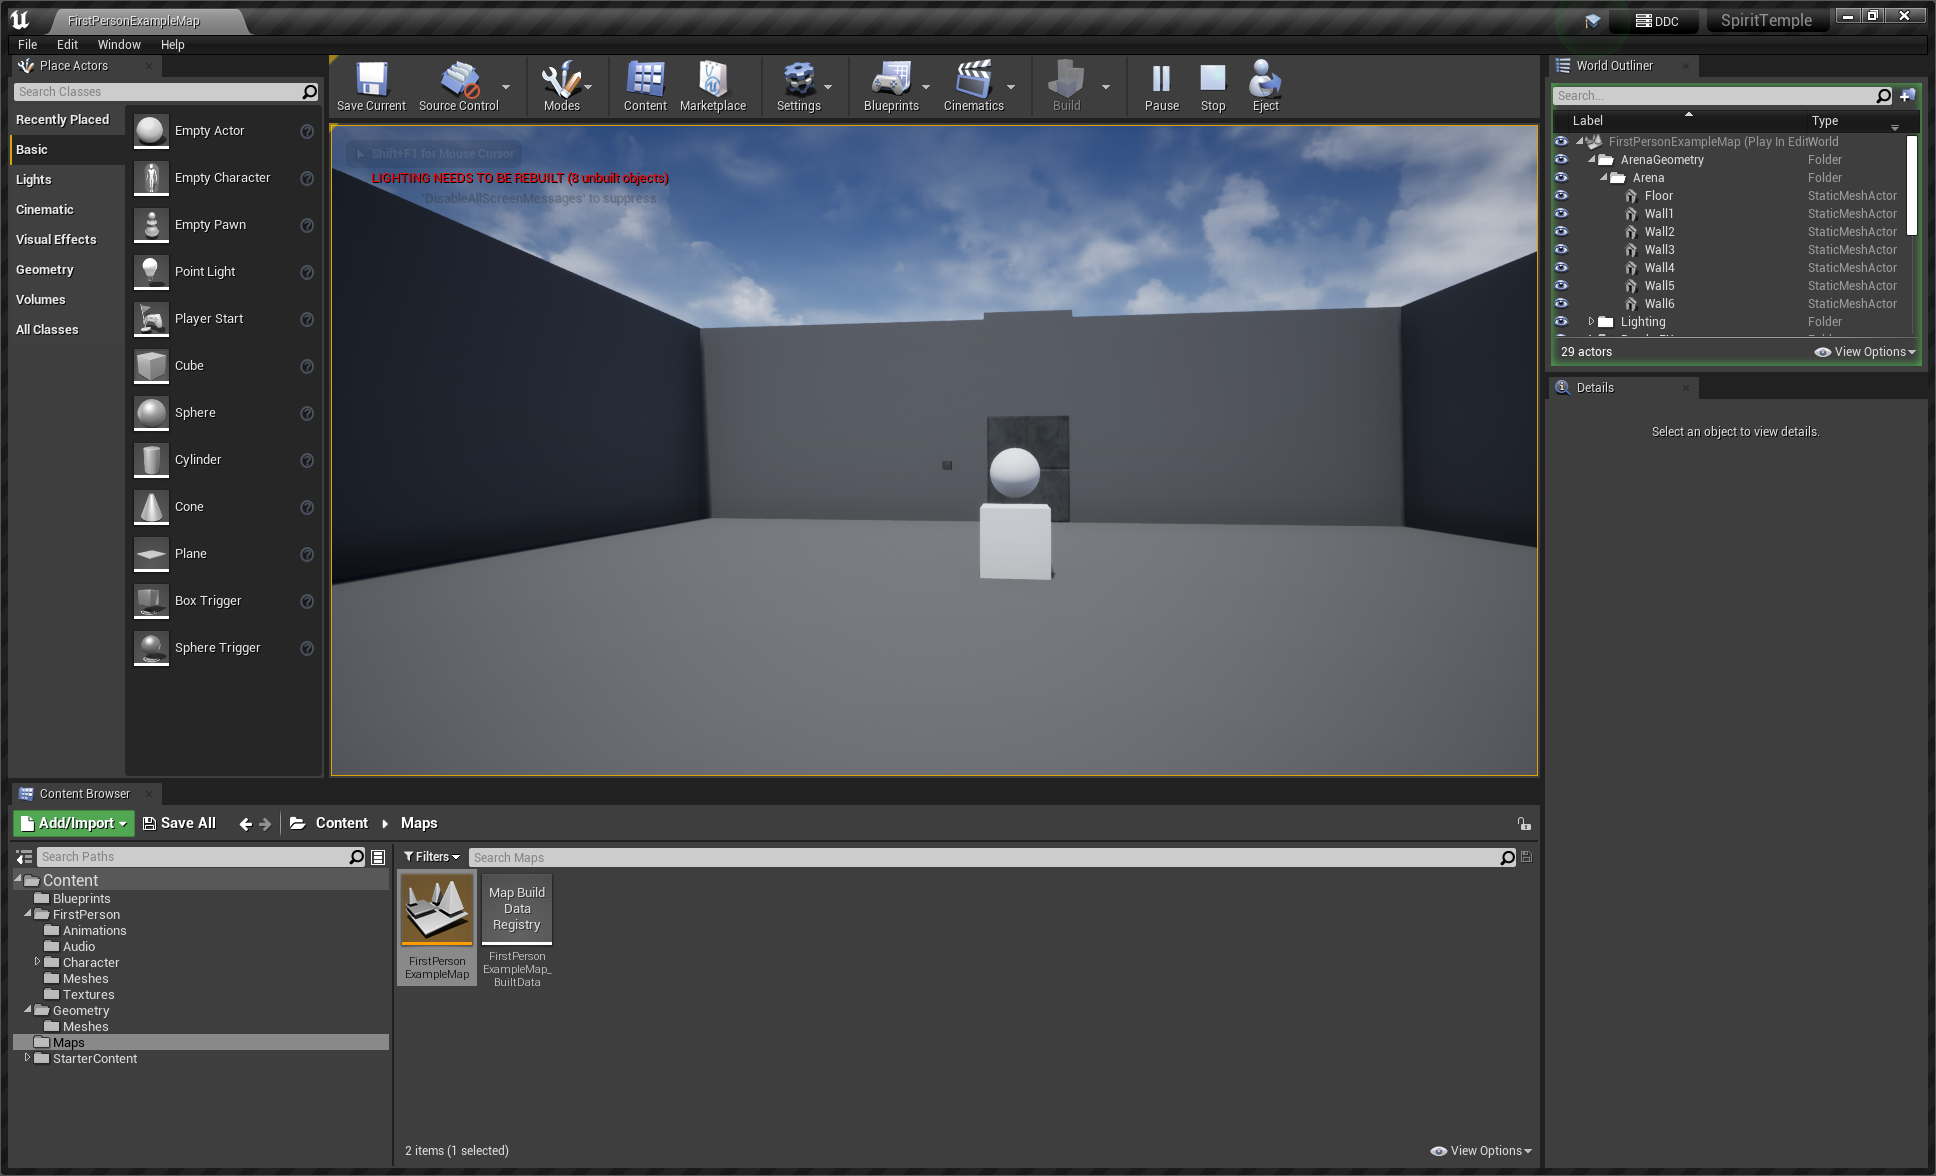 FirstPersonExampleMap
DDC
SpiritTemple
File Edit Window Help
Place Actors
Search Classes
Recently Placed
Basic
Lights
Cinematic
Visual Effects
Geometry
Volumes
All Classes
Empty Actor
Empty Character
Empty Pawn
Point Light
Player Start
Cube
Sphere
Cylinder
Cone
Plane
Box Trigger
Sphere Trigger
Save Current
Source Control
Modes
Content
Marketplace
Settings
Blueprints
Cinematics
Build
Pause
Stop
Eject
Shift+F1 for Mouse Cursor
LIGHTING NEEDS TO BE REBUILT (8 unbuilt objects)
'DisableAllScreenMessages' to suppress
World Outliner
Search...
Label Type
FirstPersonExampleMap (Play In Edi World
ArenaGeometry Folder
Arena Folder
Floor StaticMeshActor
Wall1 StaticMeshActor
Wall2 StaticMeshActor
Wall3 StaticMeshActor
Wall4 StaticMeshActor
Wall5 StaticMeshActor
Wall6 StaticMeshActor
Lighting Folder
29 actors
View Options
Details
Select an object to view details.
Content Browser
Add/Import
Save All
Content
Maps
Search Paths
Content
Blueprints
FirstPerson
Animations
Audio
Character
Meshes
Textures
Geometry
Meshes
Maps
StarterContent
Filters
Search Maps
FirstPerson
ExampleMap
Map Build
Data
Registry
FirstPerson
ExampleMap_
BuiltData
2 items (1 selected)
View Options